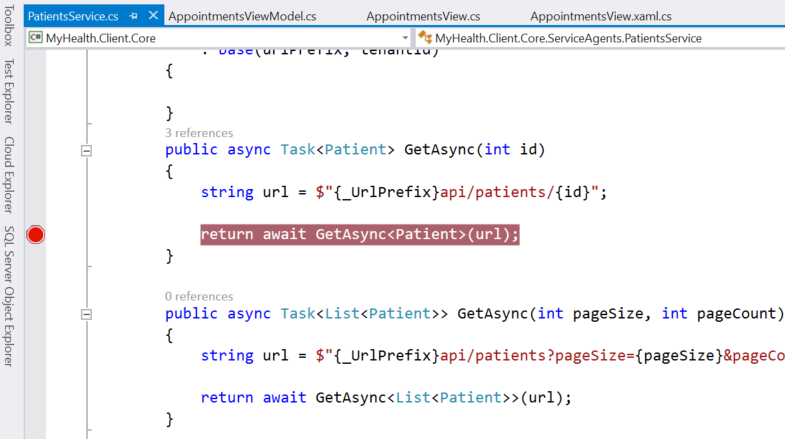 PatientsService.cs AppointmentsViewModel.cs AppointmentsView.cs AppointmentsView.xaml.cs
C# MyHealth.Client.Core MyHealth.Client.Core.ServiceAgents.PatientsService
Toolbox
Test Explorer
Cloud Explorer
SQL Server Object Explorer
: base(urlPrefix, tenantId)
{
}
3 references
public async Task<Patient> GetAsync(int id)
{
string url = $"{_UrlPrefix}api/patients/{id}";
return await GetAsync<Patient>(url);
}
0 references
public async Task<List<Patient>> GetAsync(int pageSize, int pageCount)
{
string url = $"{_UrlPrefix}api/patients?pageSize={pageSize}&pageCo
return await GetAsync<List<Patient>>(url);
}